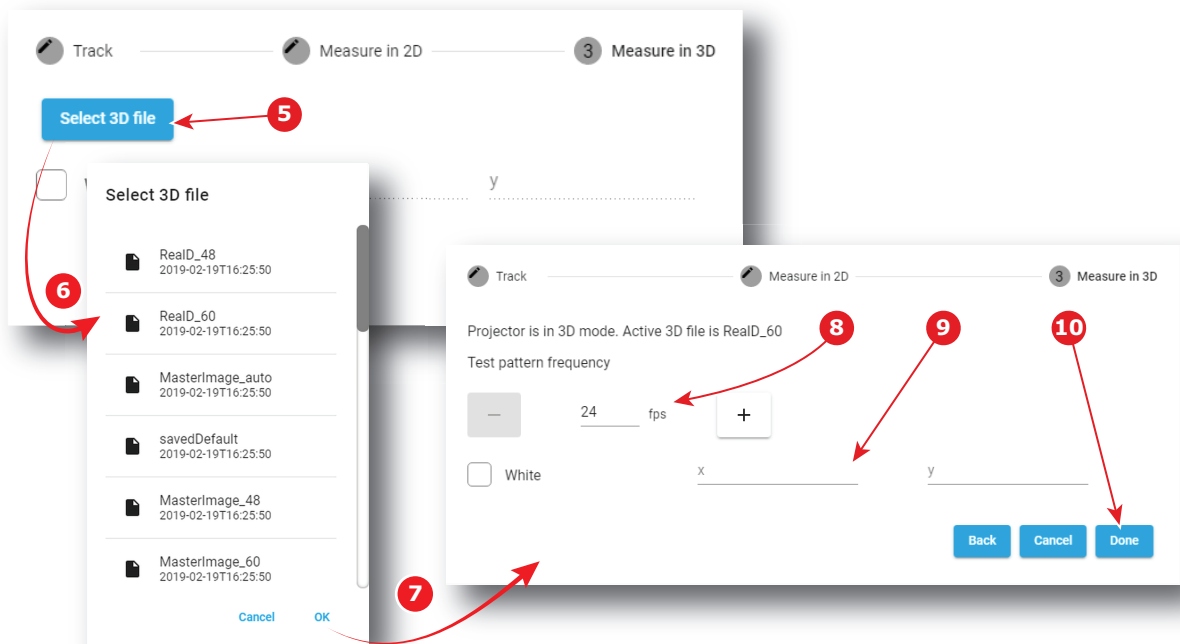 Track
Measure in 2D
3
Measure in 3D
Select 3D file
5
y
Select 3D file
RealD_48
2019-02-19T16:25:50
RealD_60
2019-02-19T16:25:50
MasterImage_auto
2019-02-19T16:25:50
savedDefault
2019-02-19T16:25:50
MasterImage_48
2019-02-19T16:25:50
MasterImage_60
2019-02-19T16:25:50
Cancel
OK
6
7
Track
Measure in 2D
3
Measure in 3D
Projector is in 3D mode. Active 3D file is RealD_60
8
9
10
Test pattern frequency
–
24
fps
+
White
x
y
Back
Cancel
Done